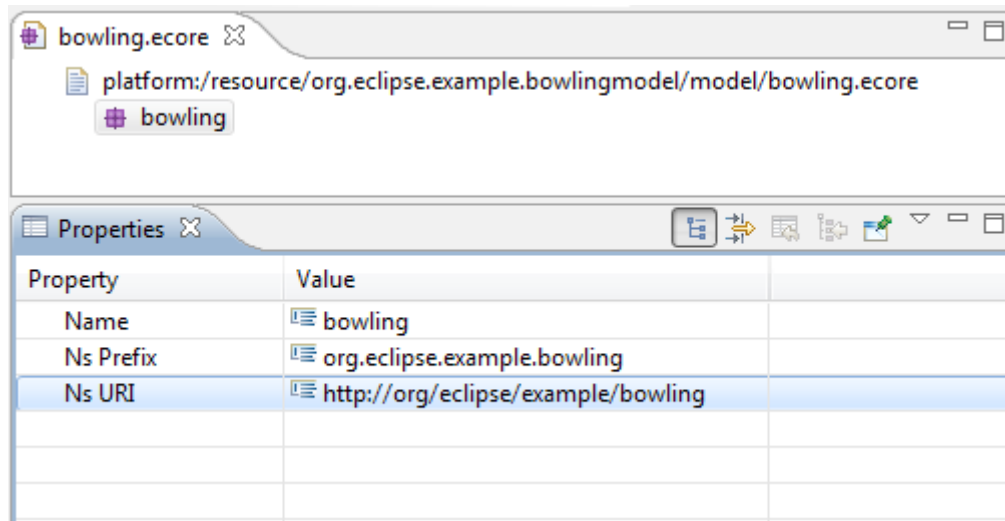 bowling.ecore
platform:/resource/org.eclipse.example.bowlingmodel/model/bowling.ecore
bowling
Properties
Property Value
Name bowling
Ns Prefix org.eclipse.example.bowling
Ns URI http://org/eclipse/example/bowling